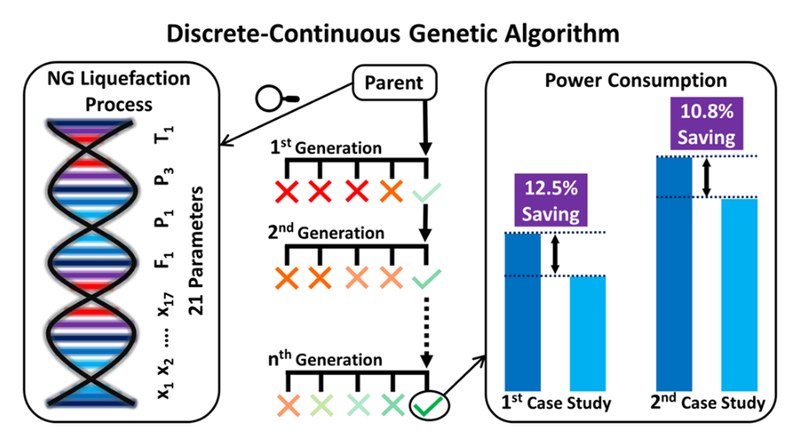 Discrete-Continuous Genetic Algorithm
NG Liquefaction
Process
T1
P3
P1
F1
x1 x2 .... x17
21 Parameters
Parent
1st Generation
2nd Generation
nth Generation
Power Consumption
12.5%
Saving
10.8%
Saving
1st Case Study
2nd Case Study